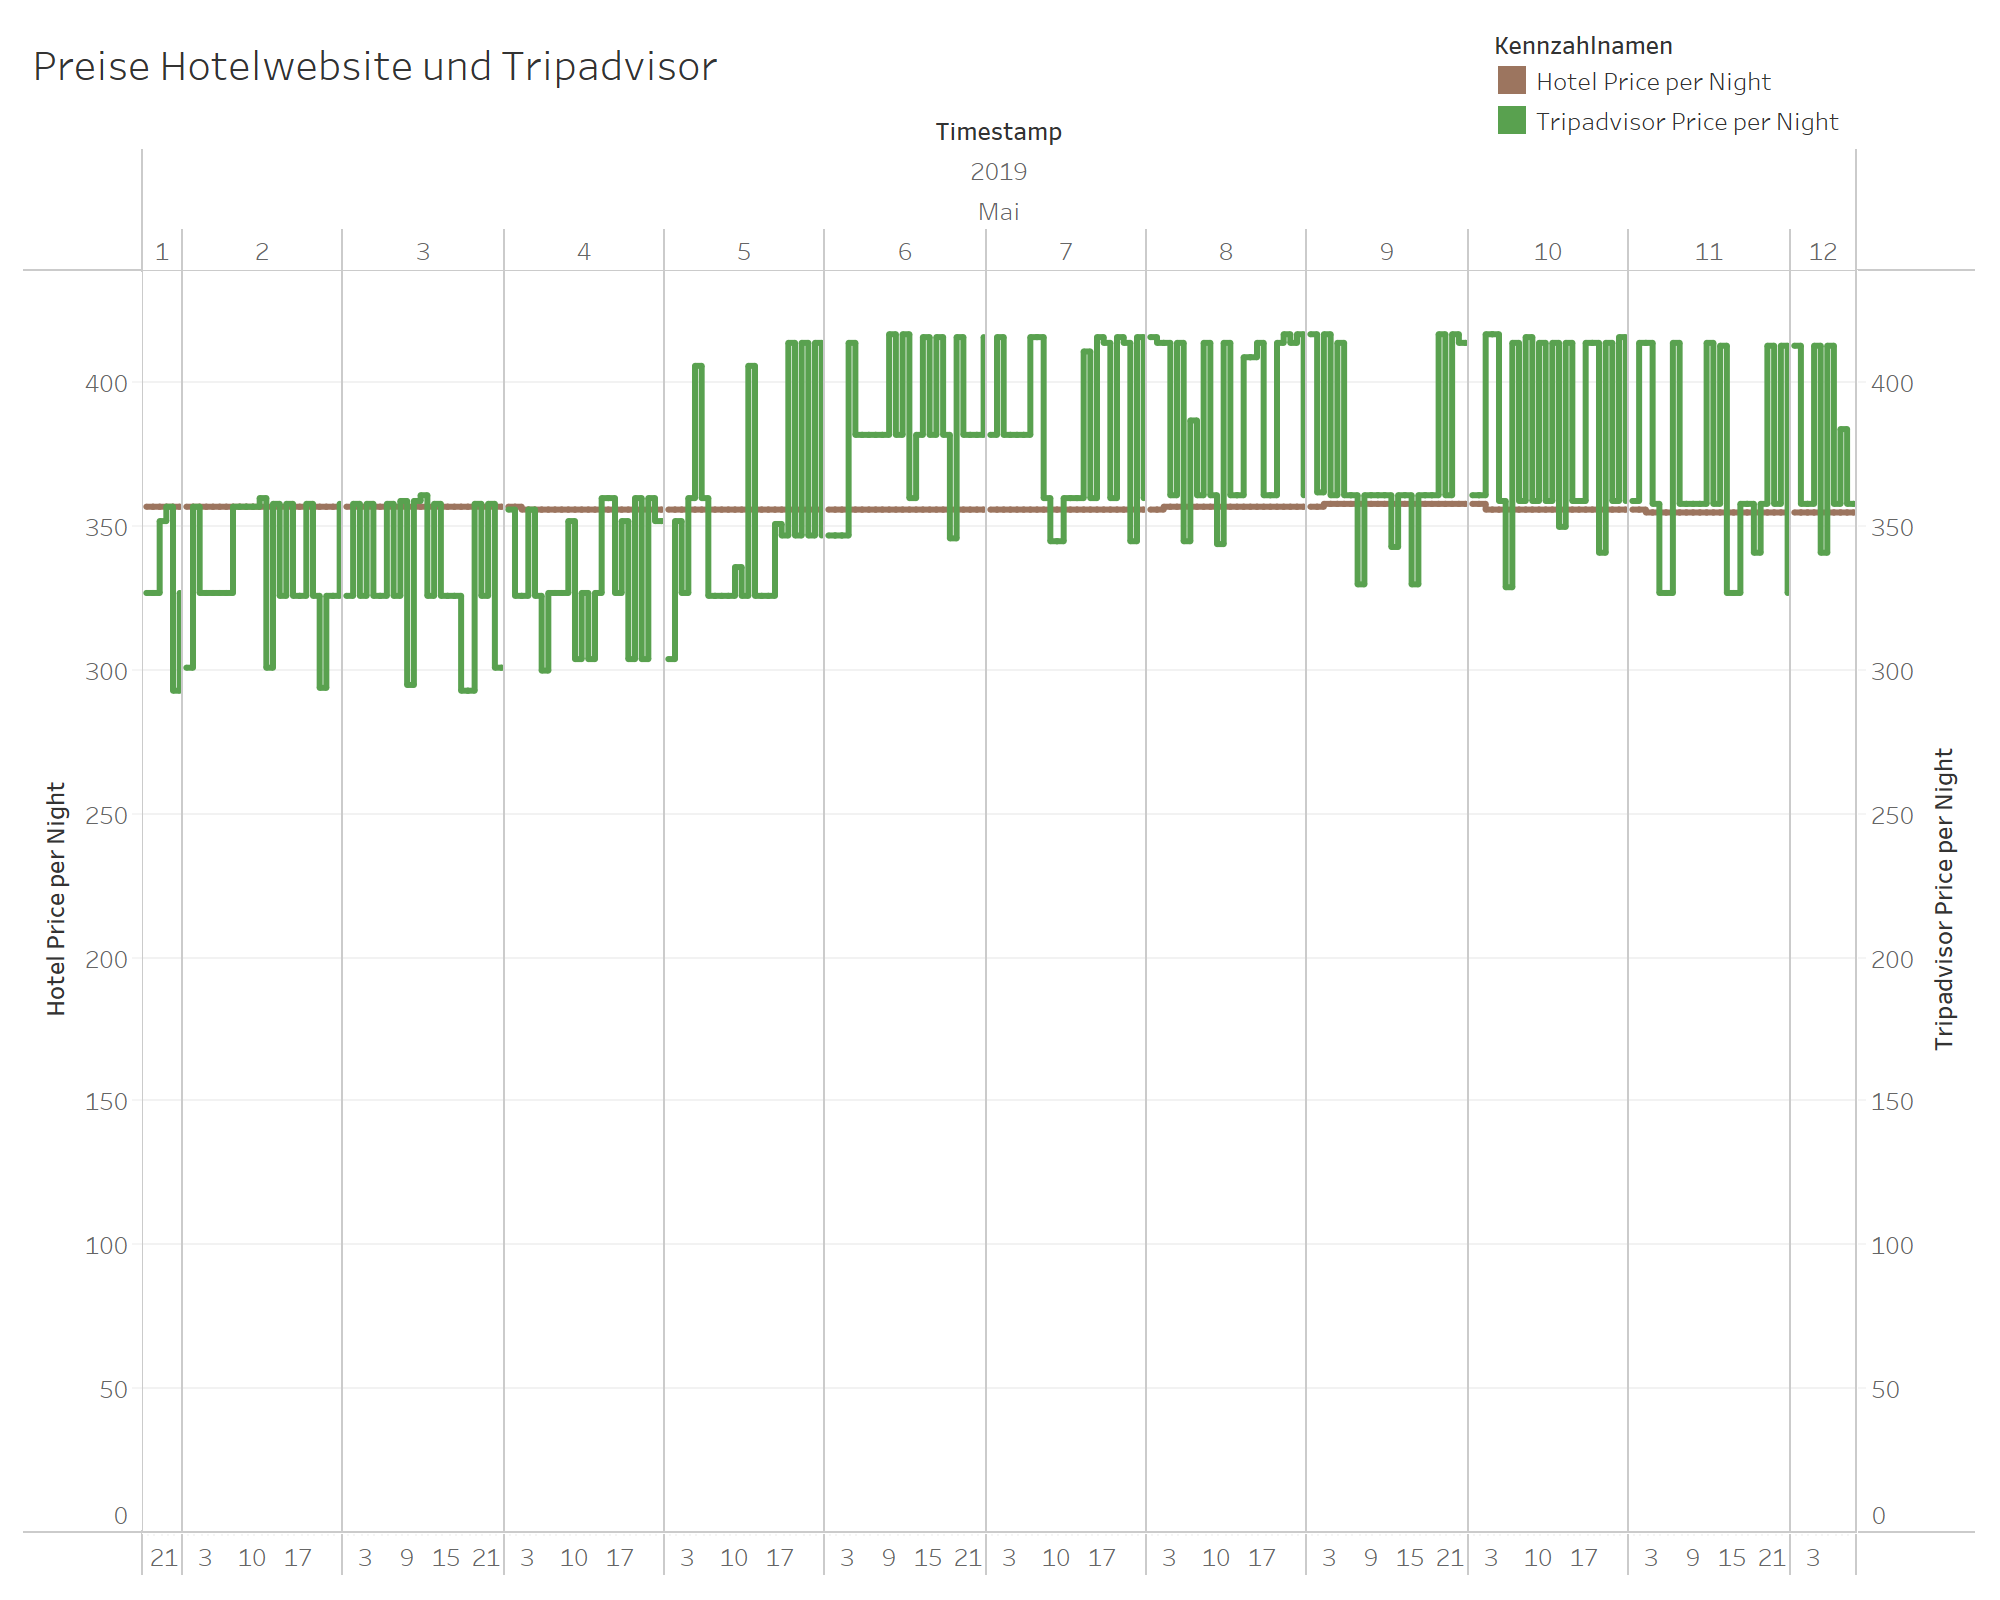 Preise Hotelwebsite und Tripadvisor
Kennzahlnamen
Hotel Price per Night
Tripadvisor Price per Night
Timestamp
2019
Mai
1 2 3 4 5 6 7 8 9 10 11 12
400 400
350 350
300 300
250 250
200 200
150 150
100 100
50 50
0 0
Hotel Price per Night
Tripadvisor Price per Night
21 3 10 17 3 9 15 21 3 10 17 3 10 17 3 9 15 21 3 10 17 3 10 17 3 9 15 21 3 10 17 3 9 15 21 3